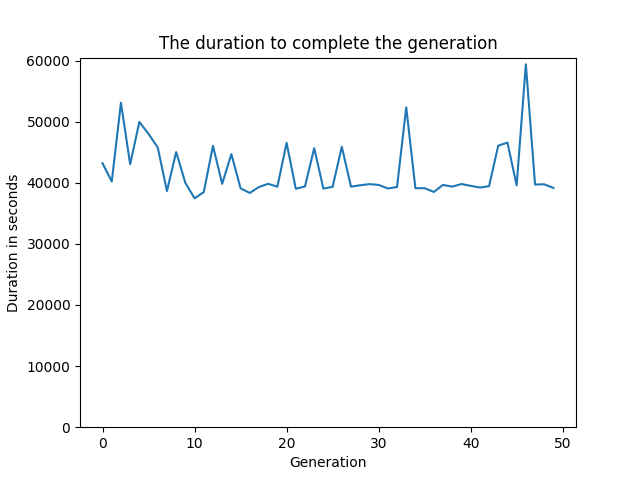 The duration to complete the generation
60000
50000
40000
30000
20000
10000
0
Duration in seconds
0 10 20 30 40 50
Generation